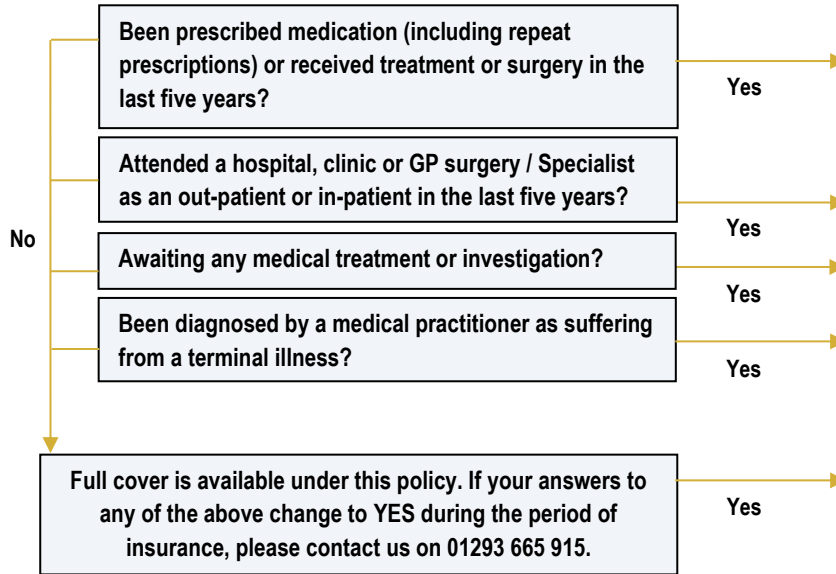 Been prescribed medication (including repeat
prescriptions) or received treatment or surgery in the
last five years?
Yes
Attended a hospital, clinic or GP surgery / Specialist
as an out-patient or in-patient in the last five years?
Yes
No
Awaiting any medical treatment or investigation?
Yes
Been diagnosed by a medical practitioner as suffering
from a terminal illness?
Yes
Full cover is available under this policy. If your answers to
any of the above change to YES during the period of
insurance, please contact us on 01293 665 915.
Yes